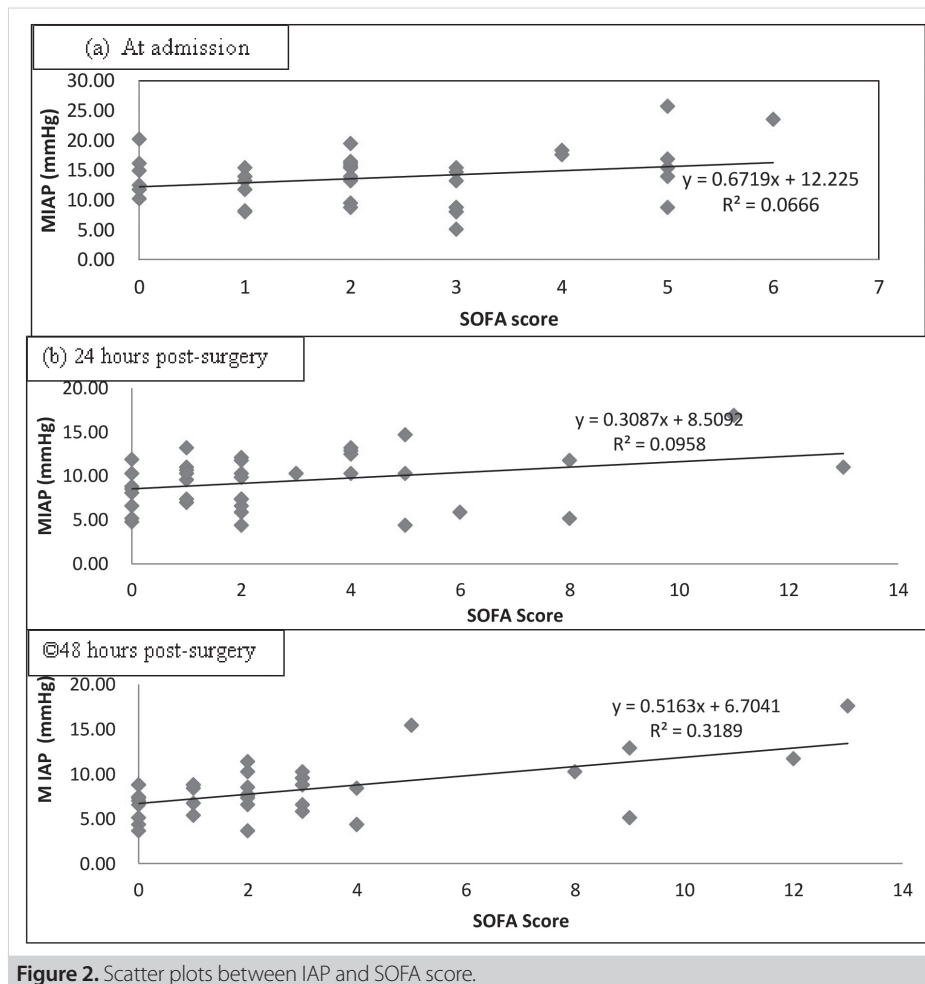 (a) At admission
30.00
25.00
20.00
15.00
10.00
5.00
0.00
MIAP (mmHg)
y = 0.6719x + 12.225
R² = 0.0666
0 1 2 3 4 5 6 7
SOFA score
(b) 24 hours post-surgery
20.00
15.00
10.00
5.00
0.00
MIAP (mmHg)
y = 0.3087x + 8.5092
R² = 0.0958
0 2 4 6 8 10 12 14
SOFA Score
©48 hours post-surgery
20.00
15.00
10.00
5.00
0.00
M IAP (mmHg)
y = 0.5163x + 6.7041
R² = 0.3189
0 2 4 6 8 10 12 14
SOFA Score
Figure 2. Scatter plots between IAP and SOFA score.